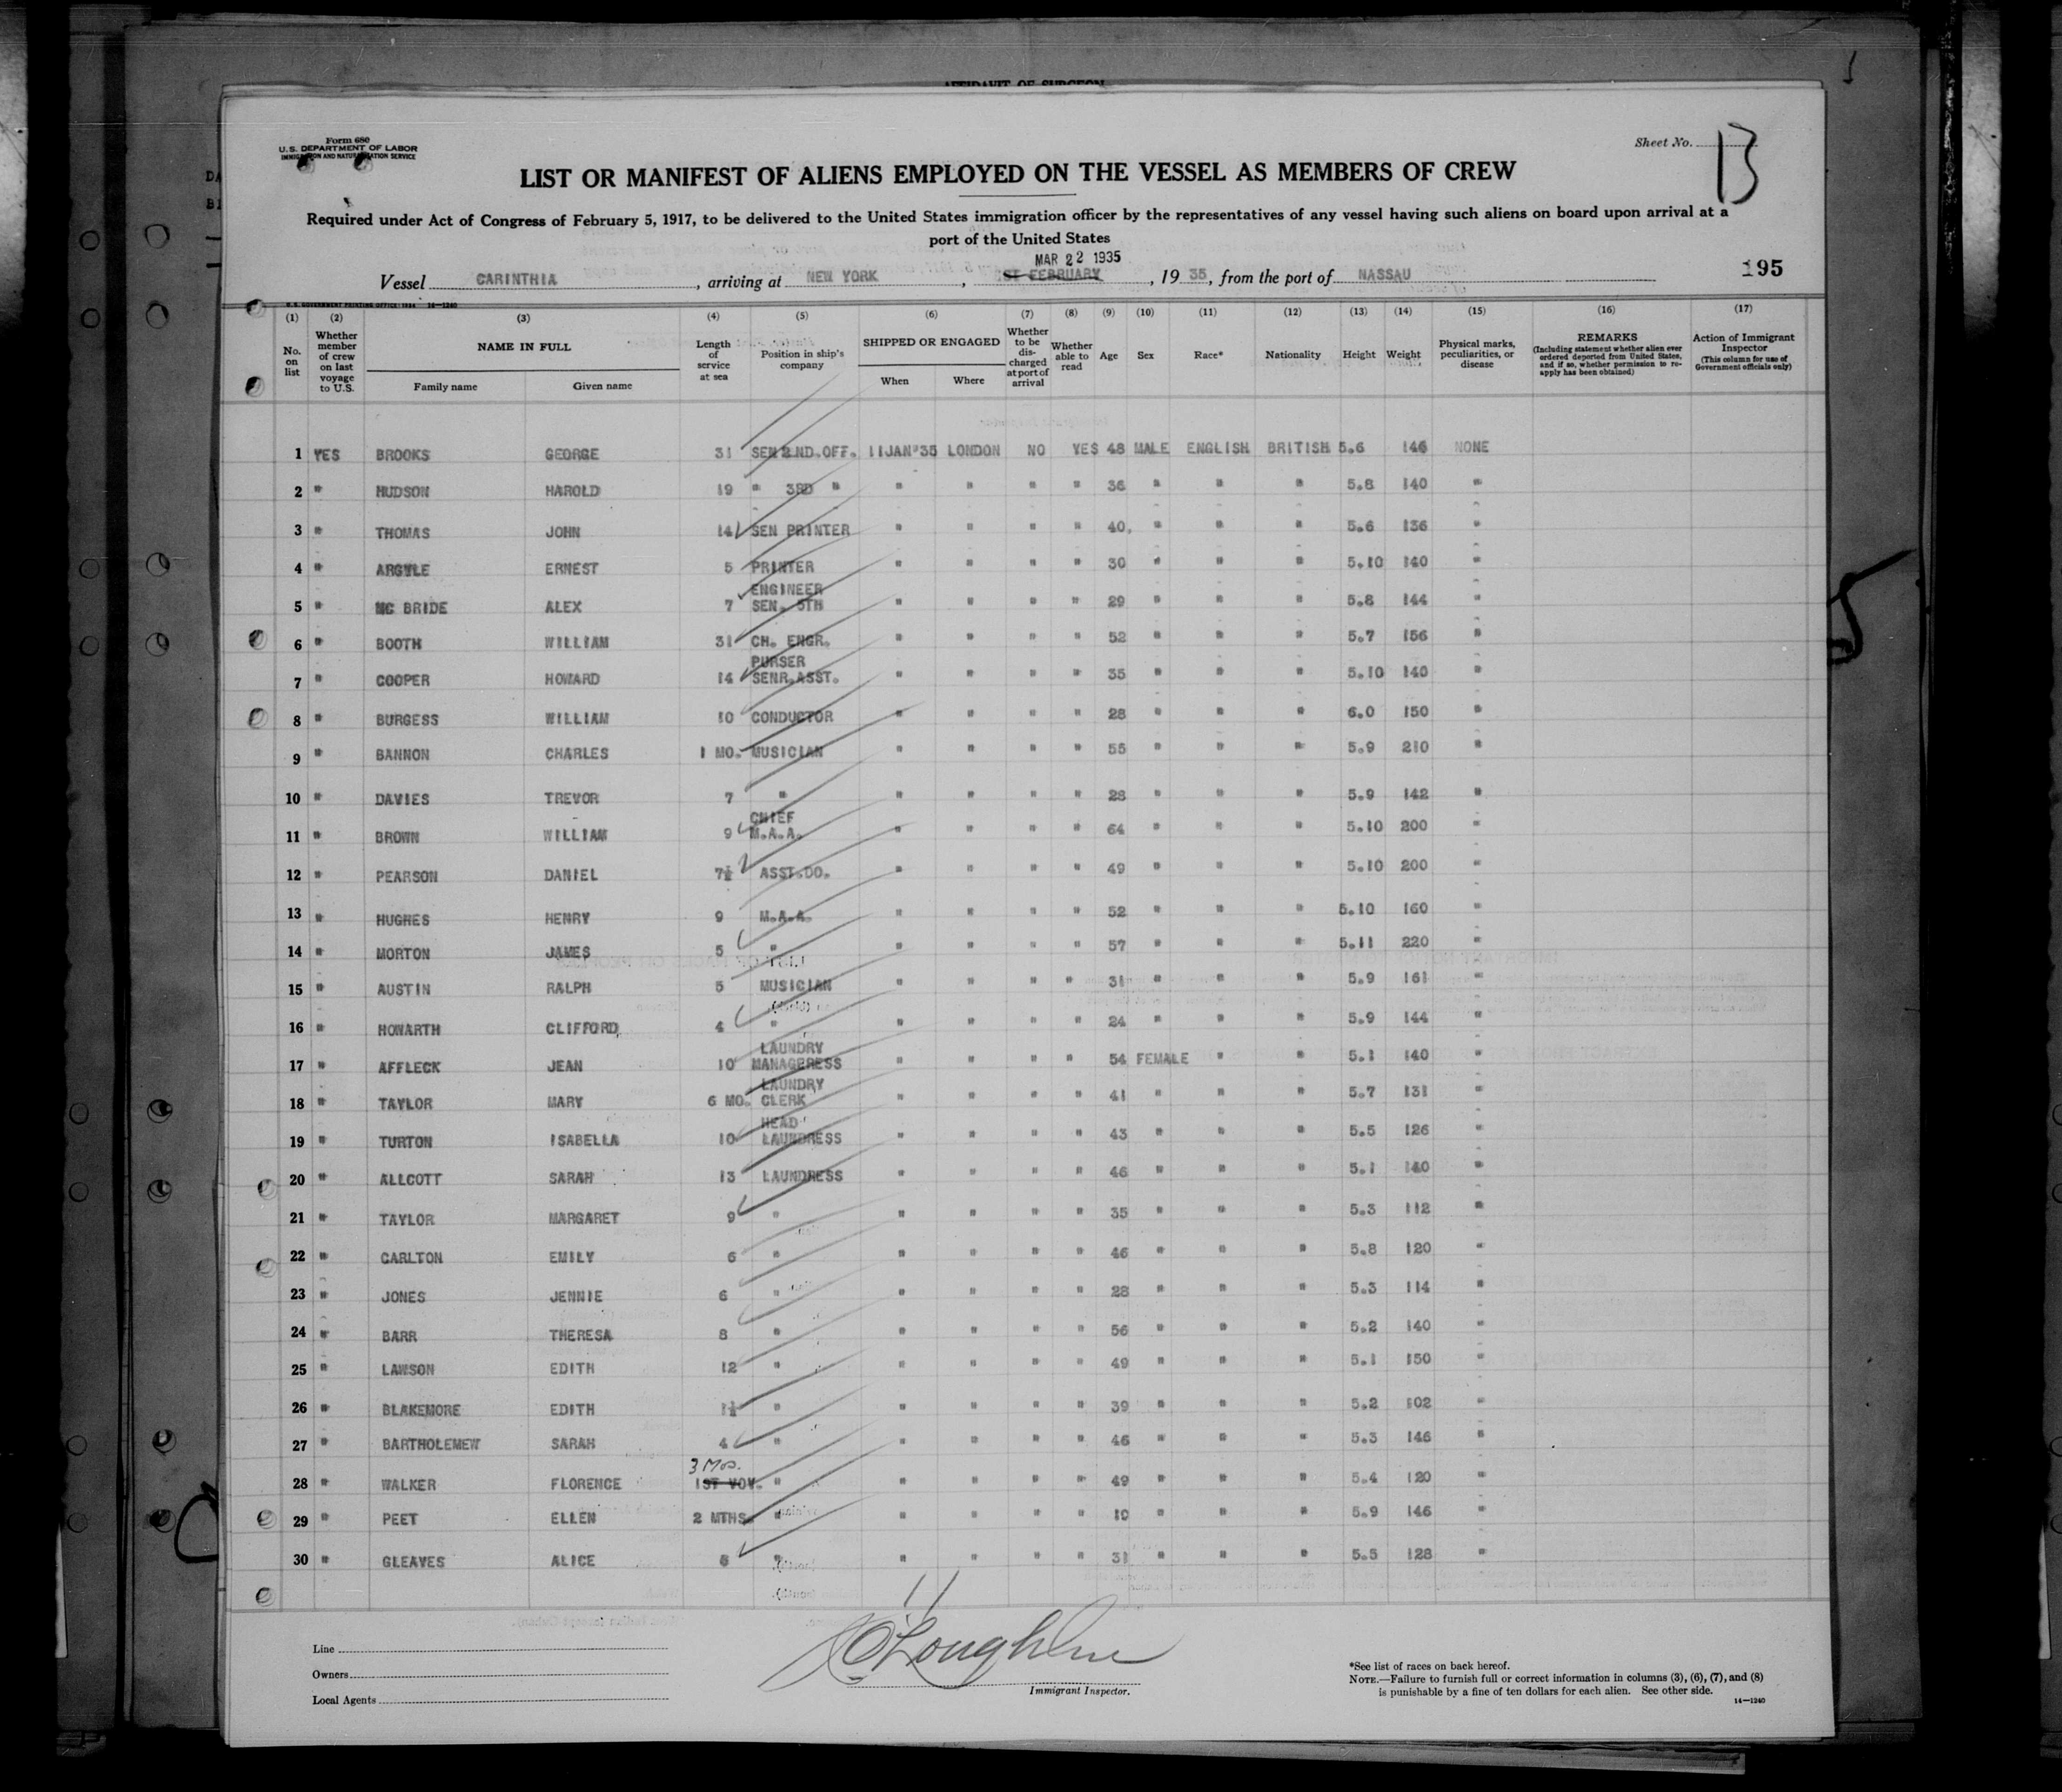 AFFIDAVIT OF SURGEON
Form 680
U.S. DEPARTMENT OF LABOR
IMMIGRATION AND NATURALIZATION SERVICE
Sheet No. 13
LIST OR MANIFEST OF ALIENS EMPLOYED ON THE VESSEL AS MEMBERS OF CREW
Required under Act of Congress of February 5, 1917, to be delivered to the United States immigration officer by the representatives of any vessel having such aliens on board upon arrival at a
port of the United States
MAR 22 1935
Vessel CARINTHIA, arriving at NEW YORK, 1ST FEBRUARY, 1935, from the port of NASSAU 195
U.S. GOVERNMENT PRINTING OFFICE: 1934 14—1240
(1) (2) (3) (4) (5) (6) (7) (8) (9) (10) (11) (12) (13) (14) (15) (16) (17)
No. on list
Whether member of crew on last voyage to U.S.
NAME IN FULL
Family name Given name
Length of service at sea
Position in ship's company
SHIPPED OR ENGAGED
When Where
Whether to be discharged at port of arrival
Whether able to read
Age Sex Race* Nationality Height Weight
Physical marks, peculiarities, or disease
REMARKS
(Including statement whether alien ever ordered deported from United States, and if so, whether permission to reapply has been obtained)
Action of Immigrant Inspector
(This column for use of Government officials only)
1 YES BROOKS GEORGE 31 SEN 2ND.OFF. 11JAN'35 LONDON NO YES 48 MALE ENGLISH BRITISH 5.6 146 NONE
2 " HUDSON HAROLD 19 " 3RD " " " " " 36 " " " 5.8 140 "
3 " THOMAS JOHN 14 SEN PRINTER " " " " 40, " " " 5.6 136 "
4 " ARGYLE ERNEST 5 PRINTER " " " " 30 " " " 5.10 140 "
5 " MC BRIDE ALEX 7 ENGINEER SEN. 5TH " " " " 29 " " " 5.8 144 "
6 " BOOTH WILLIAM 31 CH. ENGR. " " " " 52 " " " 5.7 156 "
7 " COOPER HOWARD 14 PURSER SENR.ASST. " " " " 35 " " " 5.10 140 "
8 " BURGESS WILLIAM 10 CONDUCTOR " " " " 28 " " " 6.0 150 "
9 " BANNON CHARLES 1 MO. MUSICIAN " " " " 55 " " " 5.9 210 "
10 " DAVIES TREVOR 7 " " " " " 28 " " " 5.9 142 "
11 " BROWN WILLIAM 9 CHIEF M.A.A. " " " " 64 " " " 5.10 200 "
12 " PEARSON DANIEL 7½ ASST.DO. " " " " 49 " " " 5.10 200 "
13 " HUGHES HENRY 9 M.A.A. " " " " 52 " " " 5.10 160 "
14 " MORTON JAMES 5 " " " " " 57 " " " 5.11 220 "
15 " AUSTIN RALPH 5 MUSICIAN " " " " 31 " " " 5.9 161 "
16 " HOWARTH CLIFFORD, 4 " " " " " 24 " " " 5.9 144 "
17 " AFFLECK JEAN 10 LAUNDRY MANAGERESS " " " " 54 FEMALE " " 5.1 140 "
18 " TAYLOR MARY 6 MO. LAUNDRY CLERK " " " " 41 " " " 5.7 131 "
19 " TURTON ISABELLA 10 HEAD LAUNDRESS " " " " 43 " " " 5.5 126 "
20 " ALLCOTT SARAH 13 LAUNDRESS " " " " 46 " " " 5.1 140 "
21 " TAYLOR MARGARET 9 " " " " " 35 " " " 5.3 112 "
22 " CARLTON EMILY 6 " " " " " 46 " " " 5.8 120 "
23 " JONES JENNIE 6 " " " " " 28 " " " 5.3 114 "
24 " BARR THERESA 8 " " " " " 56 " " " 5.2 140 "
25 " LAWSON EDITH 12 " " " " " 49 " " " 5.1 150 "
26 " BLAKEMORE EDITH 1½ " " " " " 39 " " " 5.2 102 "
27 " BARTHOLEMEW SARAH 4 " " " " " 46 " " " 5.3 146 "
3 Mos.
28 " WALKER FLORENCE 1ST VOY. " " " " " 49 " " " 5.4 120 "
29 " PEET ELLEN 2 MTHS. " " " " " 19 " " " 5.9 146 "
30 " GLEAVES ALICE 6 " " " " " 31 " " " 5.5 128 "
Line
Owners
Local Agents
Immigrant Inspector.
*See list of races on back hereof.
NOTE.—Failure to furnish full or correct information in columns (3), (6), (7), and (8)
is punishable by a fine of ten dollars for each alien. See other side.
14—1240